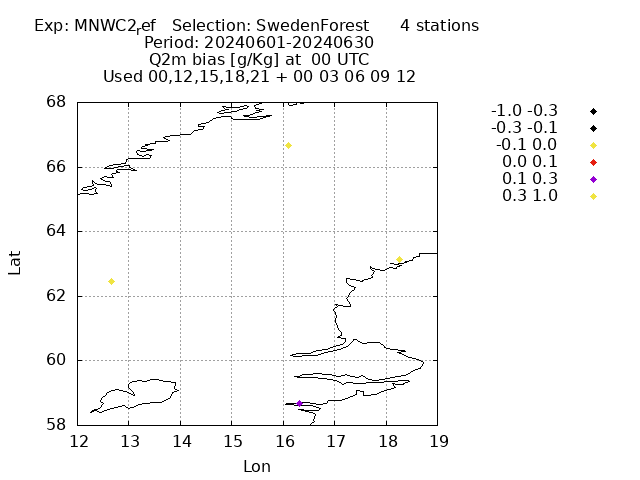 Exp: MNWC2ref Selection: SwedenForest 4 stations
Period: 20240601-20240630
Q2m bias [g/Kg] at 00 UTC
Used 00,12,15,18,21 + 00 03 06 09 12
-1.0 -0.3
-0.3 -0.1
-0.1 0.0
0.0 0.1
0.1 0.3
0.3 1.0
68
66
64
62
60
58
Lat
12 13 14 15 16 17 18 19
Lon